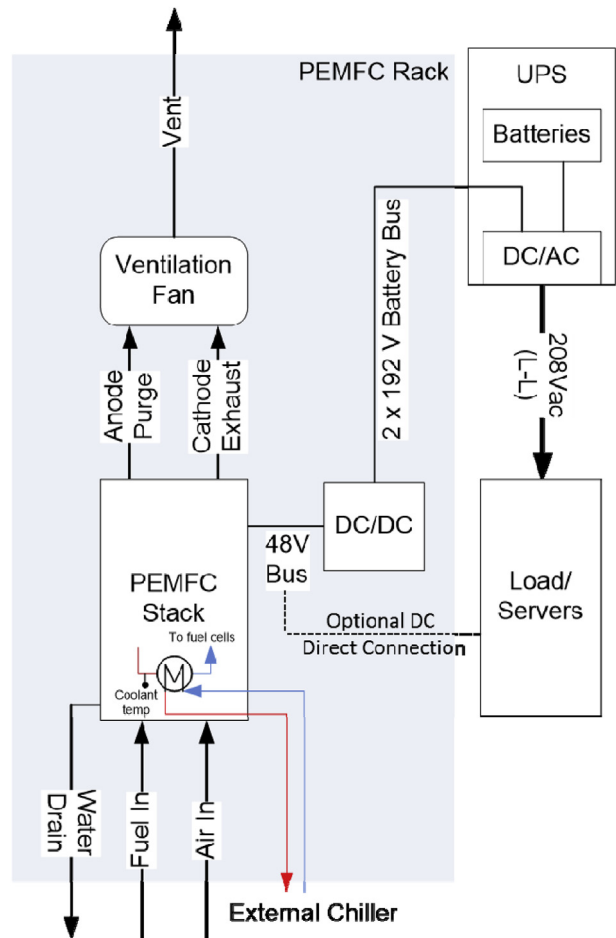 PEMFC Rack
UPS
Batteries
DC/AC
Vent
Ventilation
Fan
2 x 192 V Battery Bus
208Vac
(L-L)
Anode
Purge
Cathode
Exhaust
DC/DC
48V
Bus
PEMFC
Stack
To fuel cells
M
Coolant
temp
Load/
Servers
Optional DC
Direct Connection
Water
Drain
Fuel In
Air In
External Chiller